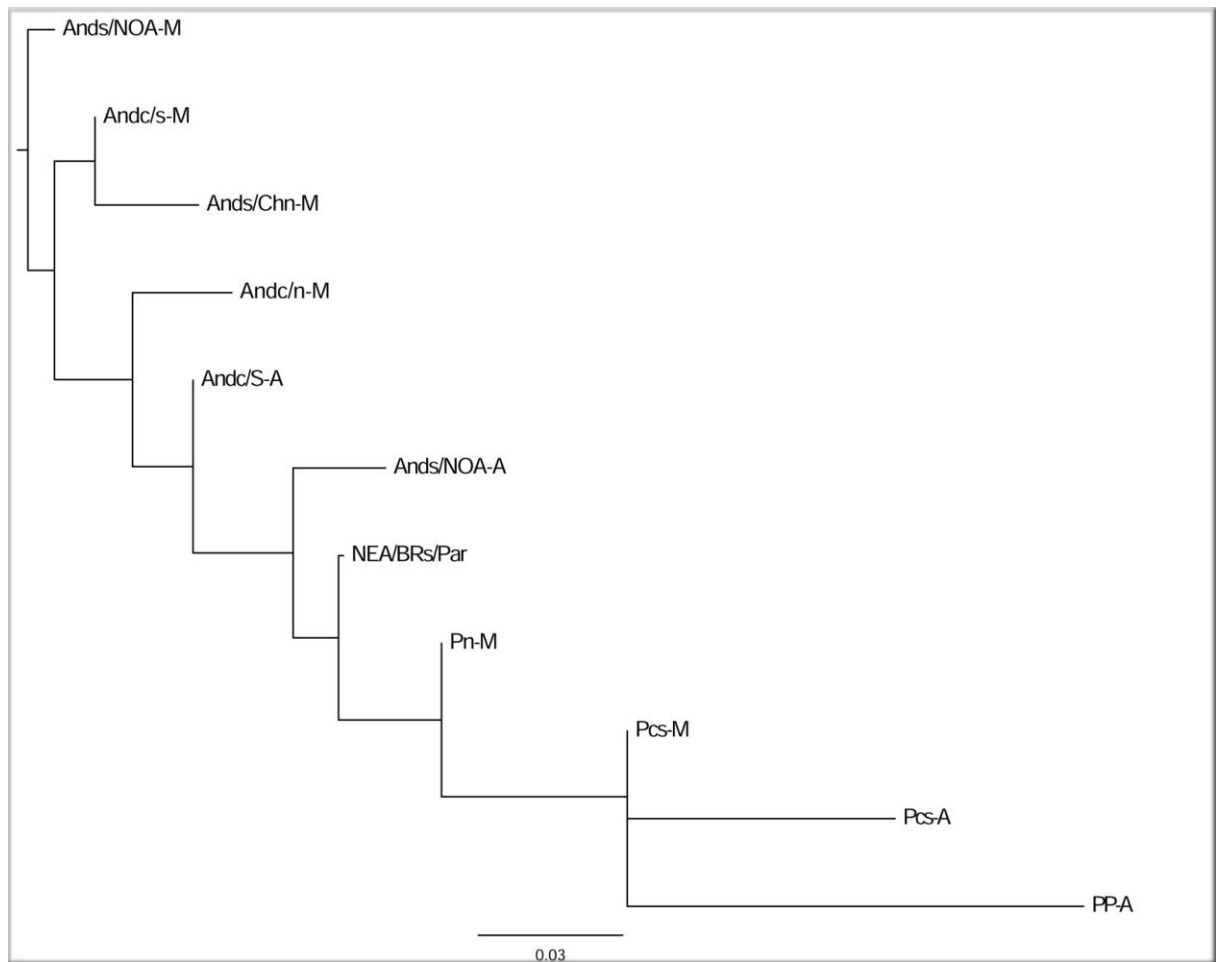 Ands/NOA-M
Andc/s-M
Ands/Chn-M
Andc/n-M
Andc/S-A
Ands/NOA-A
NEA/BRs/Par
Pn-M
Pcs-M
Pcs-A
PP-A
0.03